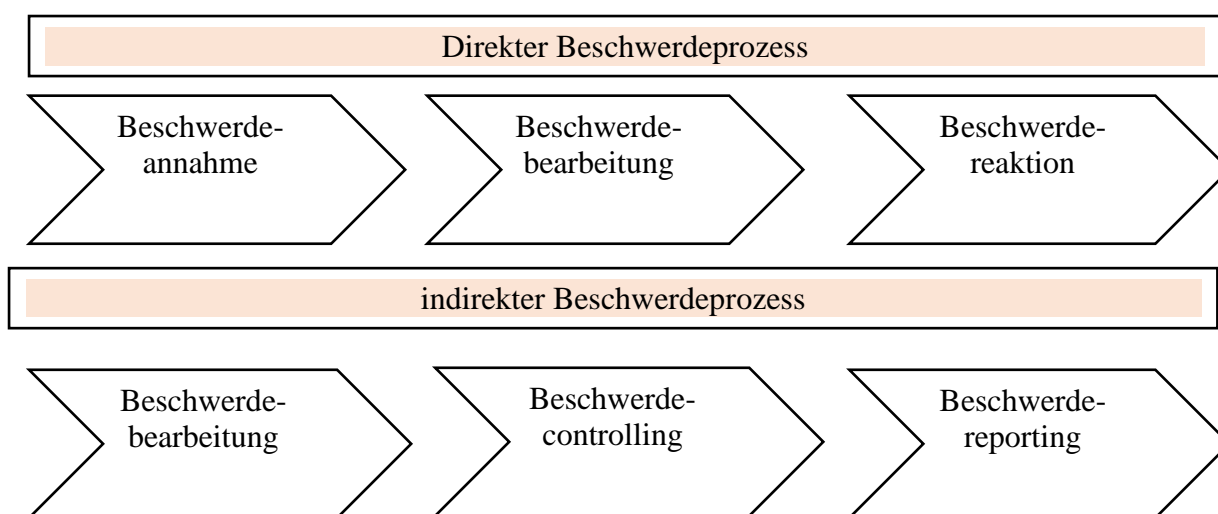 Direkter Beschwerdeprozess
Beschwerde-
annahme
Beschwerde-
bearbeitung
Beschwerde-
reaktion
indirekter Beschwerdeprozess
Beschwerde-
bearbeitung
Beschwerde-
controlling
Beschwerde-
reporting